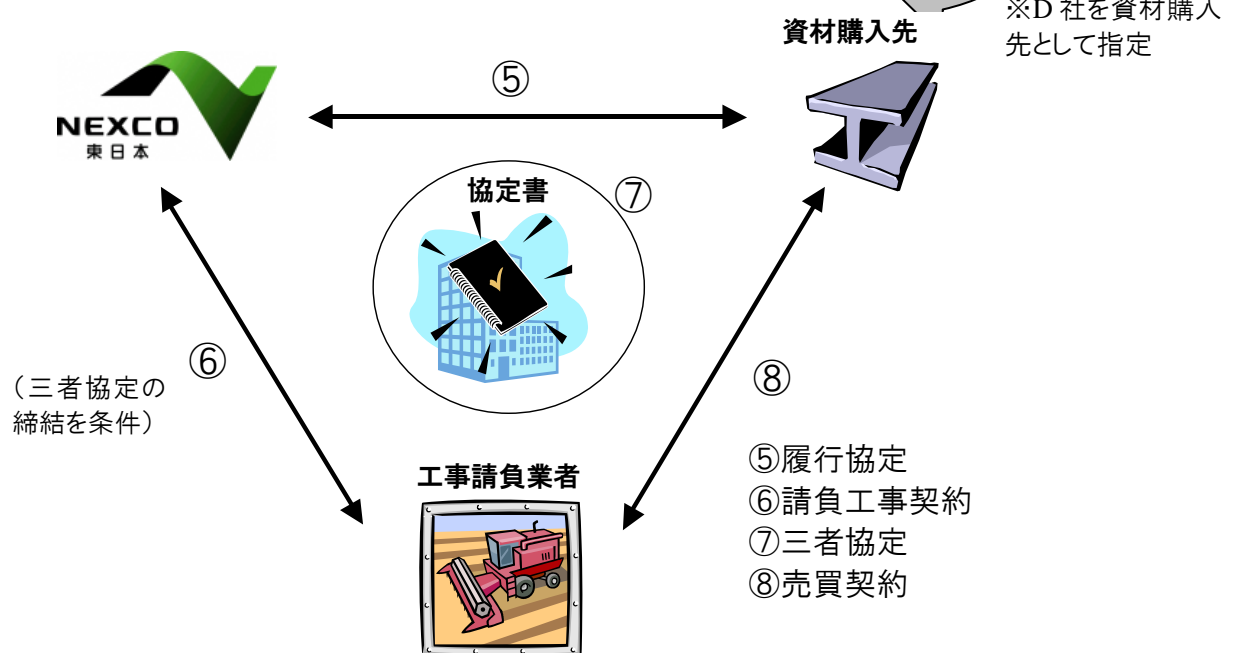 ※D 社を資材購入
先として指定
資材購入先
⑤
NEXCO
東日本
協定書
⑦
⑥
(三者協定の
締結を条件)
⑧
工事請負業者
⑤履行協定
⑥請負工事契約
⑦三者協定
⑧売買契約